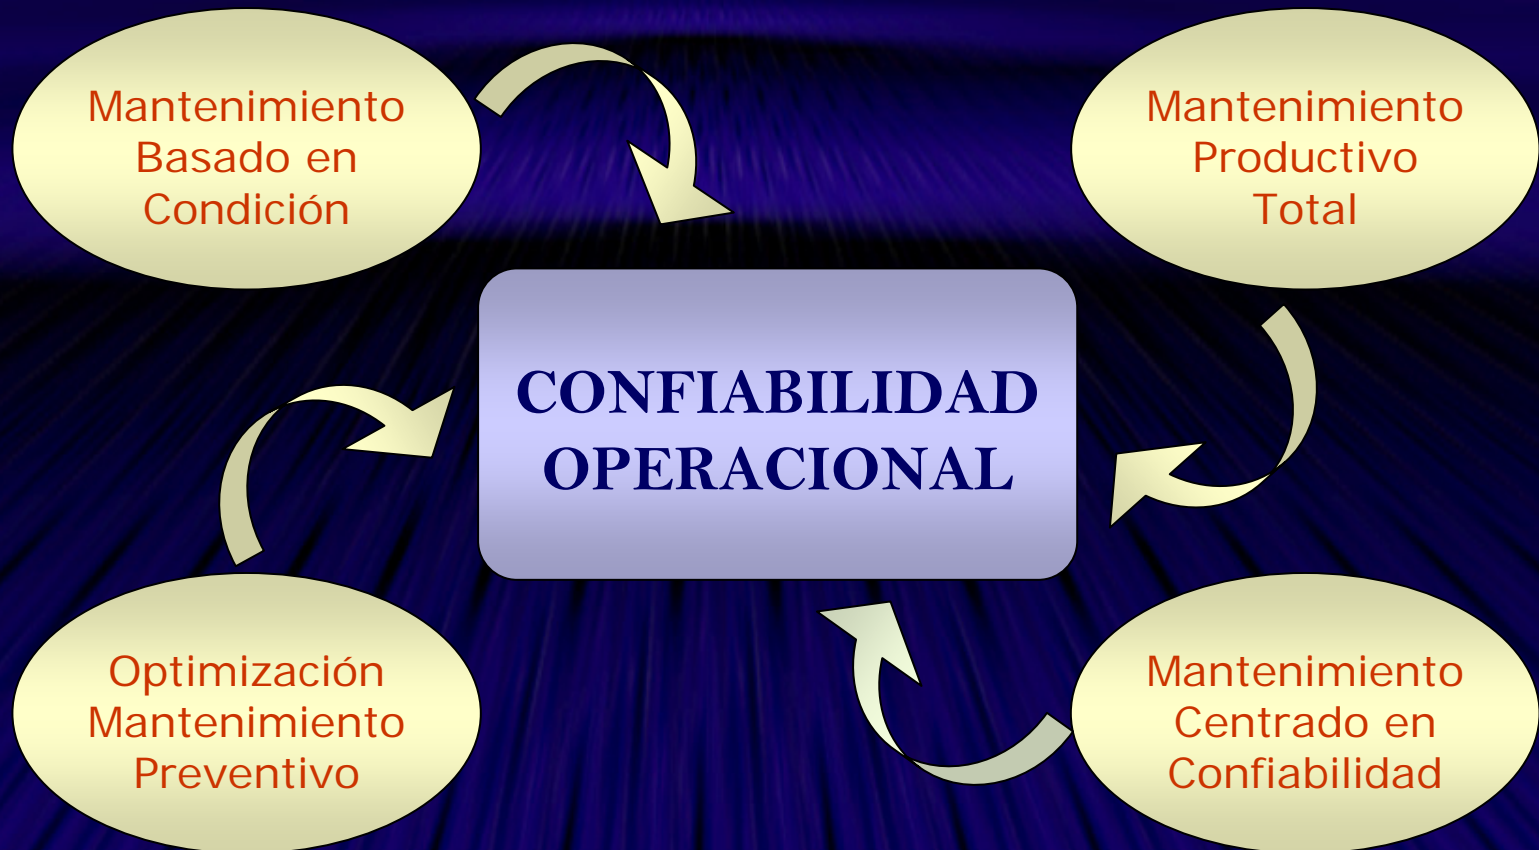 Mantenimiento
Basado en
Condición
Mantenimiento
Productivo
Total
CONFIABILIDAD
OPERACIONAL
Optimización
Mantenimiento
Preventivo
Mantenimiento
Centrado en
Confiabilidad